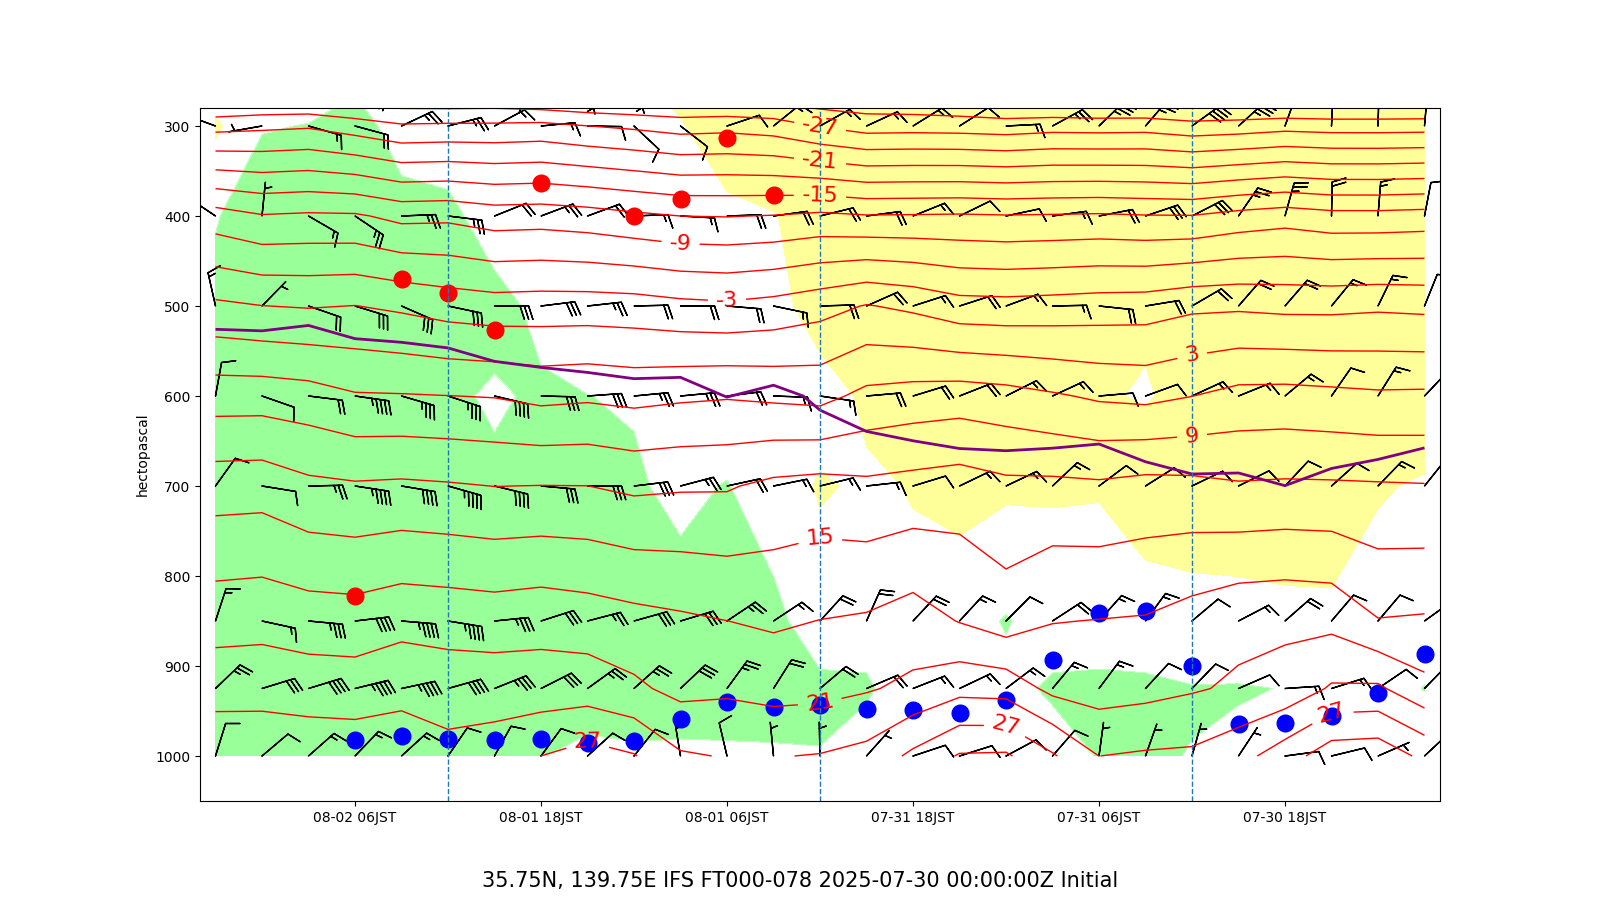 300
400
500
600
700
800
900
1000
hectopascal
-27
-21
-15
-9
-3
3
9
15
21
27
27
27
08-02 06JST
08-01 18JST
08-01 06JST
07-31 18JST
07-31 06JST
07-30 18JST
35.75N, 139.75E IFS FT000-078 2025-07-30 00:00:00Z Initial